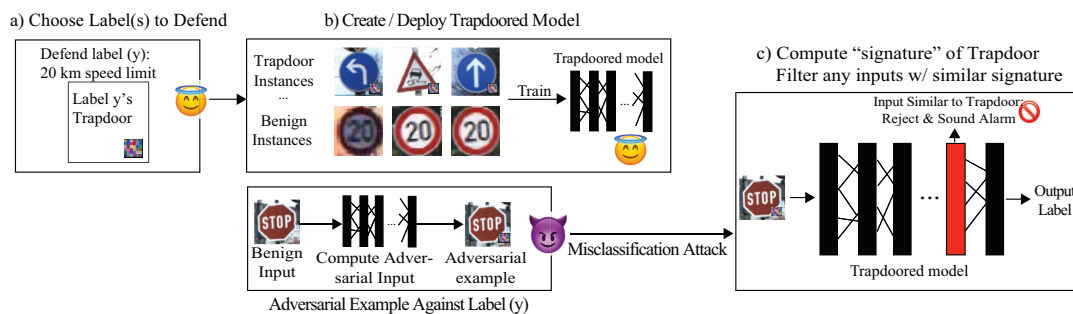 a) Choose Label(s) to Defend
Defend label (y):
20 km speed limit
Label y's
Trapdoor
b) Create / Deploy Trapdoored Model
Trapdoor
Instances
...
Benign
Instances
20
20
20
Train
Trapdoored model
...
STOP
Benign
Input
...
Compute Adver-
sarial Input
STOP
Adversarial
example
Adversarial Example Against Label (y)
Misclassification Attack
c) Compute “signature” of Trapdoor
Filter any inputs w/ similar signature
Input Similar to Trapdoor:
Reject & Sound Alarm
STOP
...
Output
Label
Trapdoored model